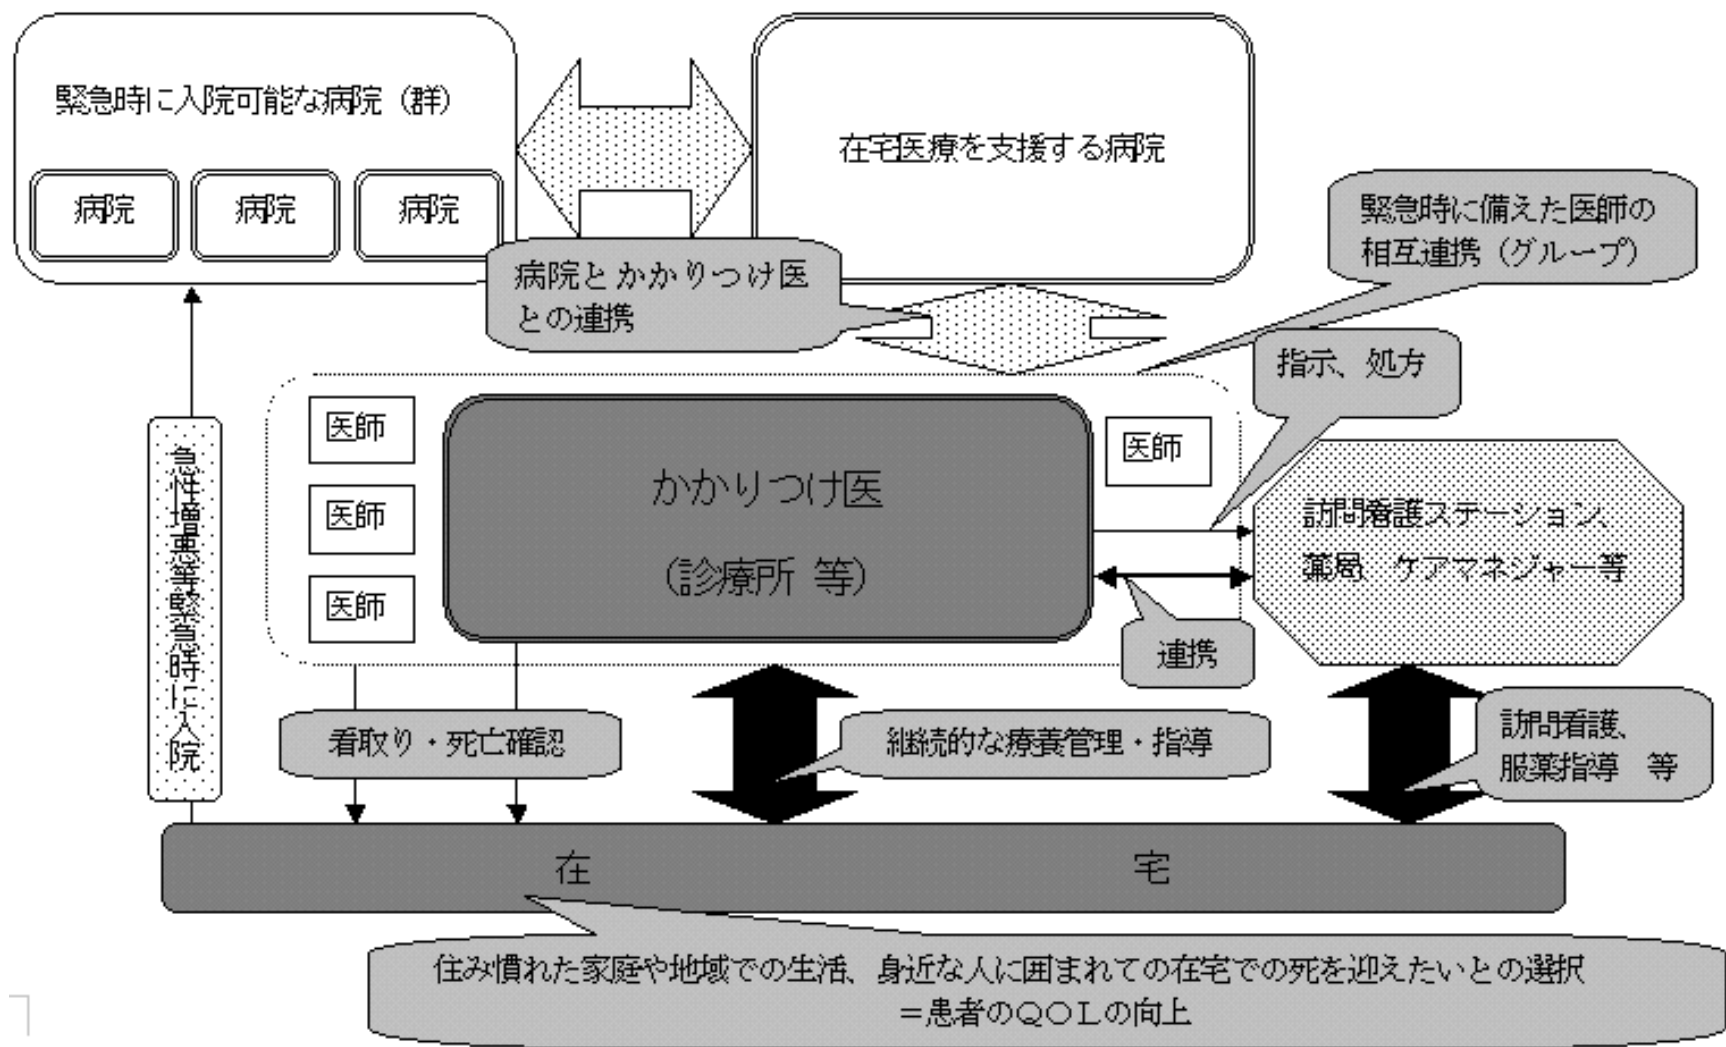 緊急時に入院可能な病院（群）
病院
病院
病院
在宅医療を支援する病院
緊急時に備えた医師の
相互連携（グループ）
病院とかかりつけ医
との連携
指示、処方
医師
医師
医師
かかりつけ医
（診療所 等）
医師
訪問看護ステーション、
薬局、ケアマネジャー等
連携
急性増悪等緊急時に入院
看取り・死亡確認
継続的な療養管理・指導
訪問看護、
服薬指導　等
在　宅
住み慣れた家庭や地域での生活、身近な人に囲まれての在宅での死を迎えたいとの選択
＝患者のＱＯＬの向上